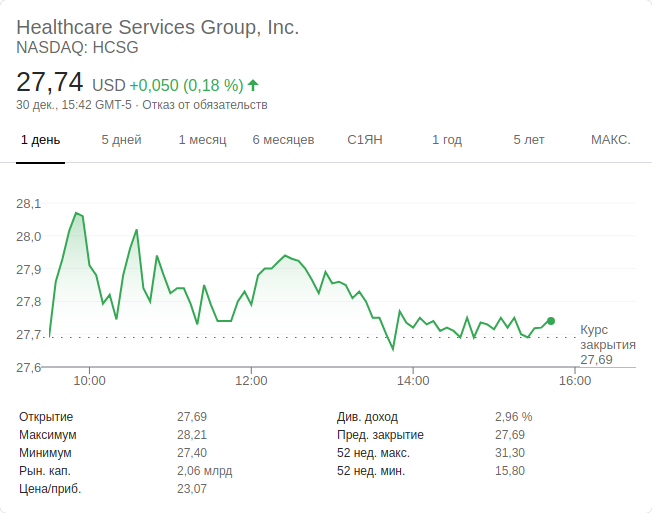 Healthcare Services Group, Inc.
NASDAQ: HCSG
27,74 USD +0,050 (0,18 %)
30 дек., 15:42 GMT-5 · Отказ от обязательств
1 день 5 дней 1 месяц 6 месяцев С1ЯН 1 год 5 лет МАКС.
28,1
28,0
27,9
27,8
27,7
27,6
Курс
закрытия
27,69
10:00 12:00 14:00 16:00
Открытие 27,69 Див. доход 2,96 %
Максимум 28,21 Пред. закрытие 27,69
Минимум 27,40 52 нед. макс. 31,30
Рын. кап. 2,06 млрд 52 нед. мин. 15,80
Цена/приб. 23,07